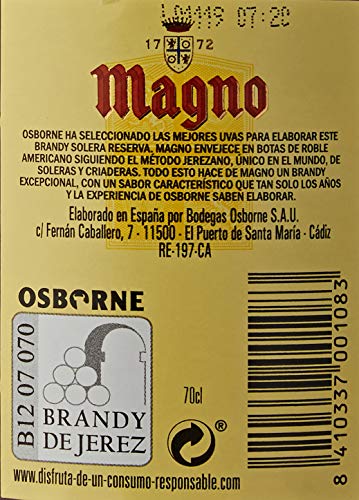 L01119 07:20
17 72
Magno
OSBORNE HA SELECCIONADO LAS MEJORES UVAS PARA ELABORAR ESTE
BRANDY SOLERA RESERVA. MAGNO ENVEJECE EN BOTAS DE ROBLE
AMERICANO SIGUIENDO EL MÉTODO JEREZANO, ÚNICO EN EL MUNDO, DE
SOLERAS Y CRIADERAS. TODO ESTO HACE DE MAGNO UN BRANDY
EXCEPCIONAL, CON UN SABOR CARACTERÍSTICO QUE TAN SOLO LOS AÑOS
Y LA EXPERIENCIA DE OSBORNE SABEN ELABORAR.
Elaborado en España por Bodegas Osborne S.A.U.
c/ Fernán Caballero, 7 - 11500 - El Puerto de Santa María - Cádiz
RE-197-CA
OSBORNE
B12 07 070
BRANDY
DE JEREZ
70cl
8 410337 001083
www.disfruta-de-un-consumo-responsable.com